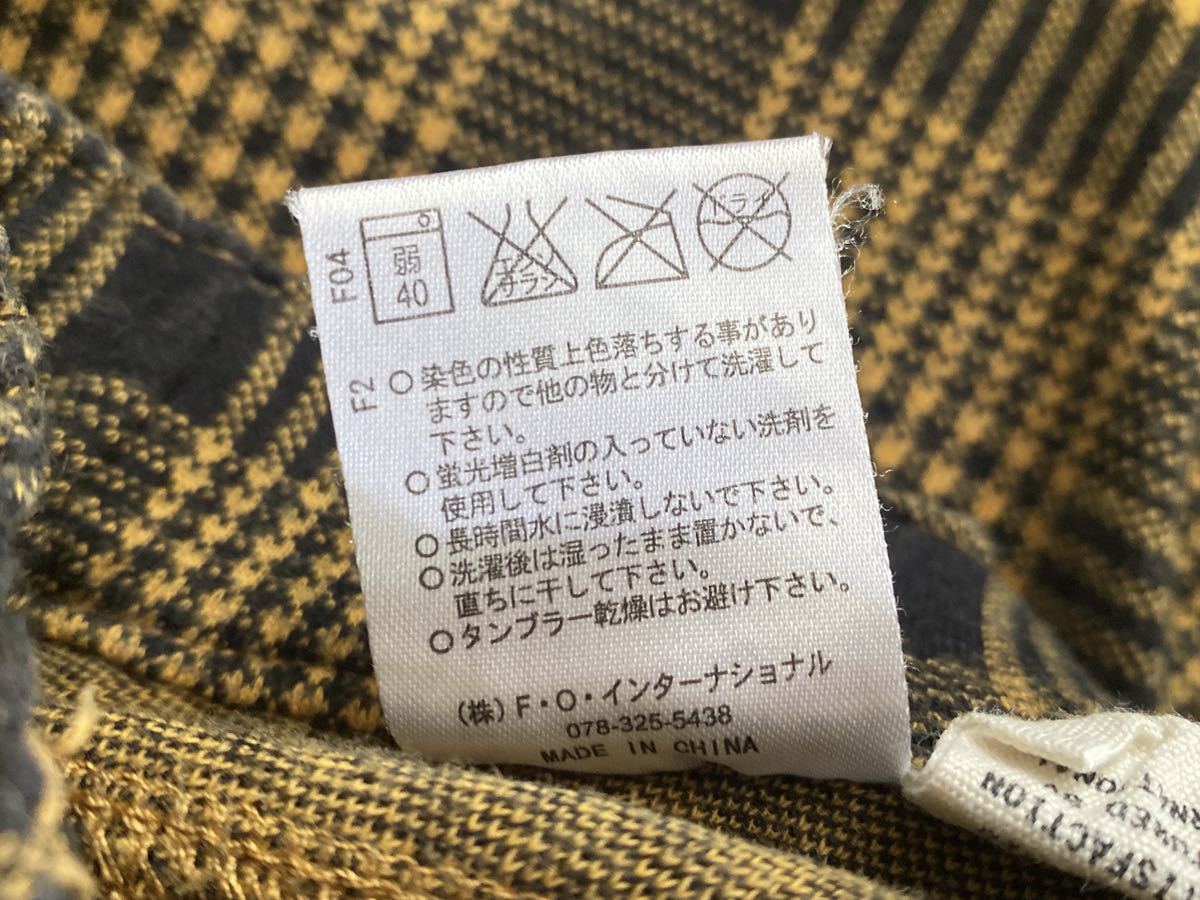 F04
弱
40
エンソ
サラシ
ドライ
F2
○ 染色の性質上色落ちする事があり
ますので他の物と分けて洗濯して
下さい。
○ 蛍光増白剤の入っていない洗剤を
使用して下さい。
○ 長時間水に浸漬しないで下さい。
○ 洗濯後は湿ったまま置かないで、
直ちに干して下さい。
○ タンブラー乾燥はお避け下さい。
(株)F・O・インターナショナル
078-325-5438
MADE IN CHINA